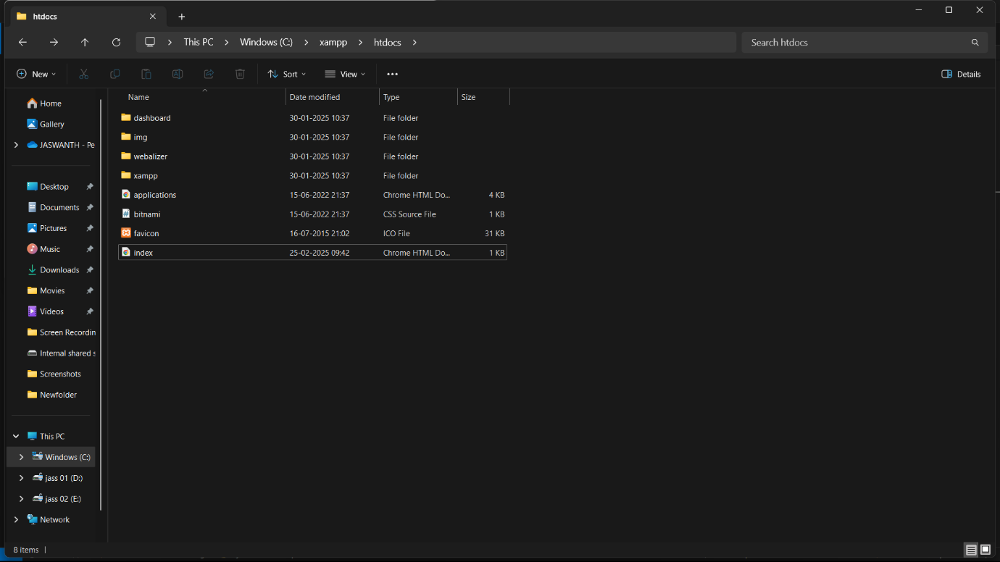 htdocs
This PC > Windows (C:) > xampp > htdocs >
Search htdocs
New
Sort
View
Details
Name Date modified Type Size
dashboard 30-01-2025 10:37 File folder
img 30-01-2025 10:37 File folder
webalizer 30-01-2025 10:37 File folder
xampp 30-01-2025 10:37 File folder
applications 15-06-2022 21:37 Chrome HTML Do... 4 KB
bitnami 15-06-2022 21:37 CSS Source File 1 KB
favicon 16-07-2015 21:02 ICO File 31 KB
index 25-02-2025 09:42 Chrome HTML Do... 1 KB
Home
Gallery
JASWANTH - Pe
Desktop
Documents
Pictures
Music
Downloads
Movies
Videos
Screen Recordin
Internal shared s
Screenshots
Newfolder
This PC
Windows (C:)
jass 01 (D:)
jass 02 (E:)
Network
8 items